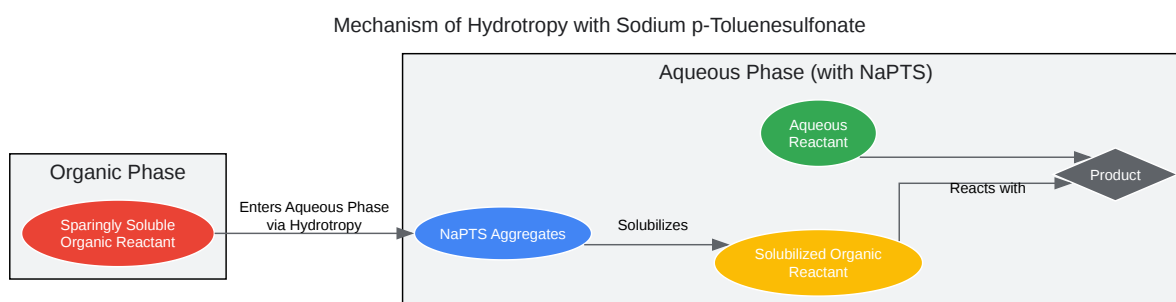 Mechanism of Hydrotropy with Sodium p-Toluenesulfonate
Organic Phase
Sparingly Soluble
Organic Reactant
Enters Aqueous Phase
via Hydrotropy
Aqueous Phase (with NaPTS)
NaPTS Aggregates
Solubilizes
Solubilized Organic
Reactant
Aqueous
Reactant
Reacts with
Product